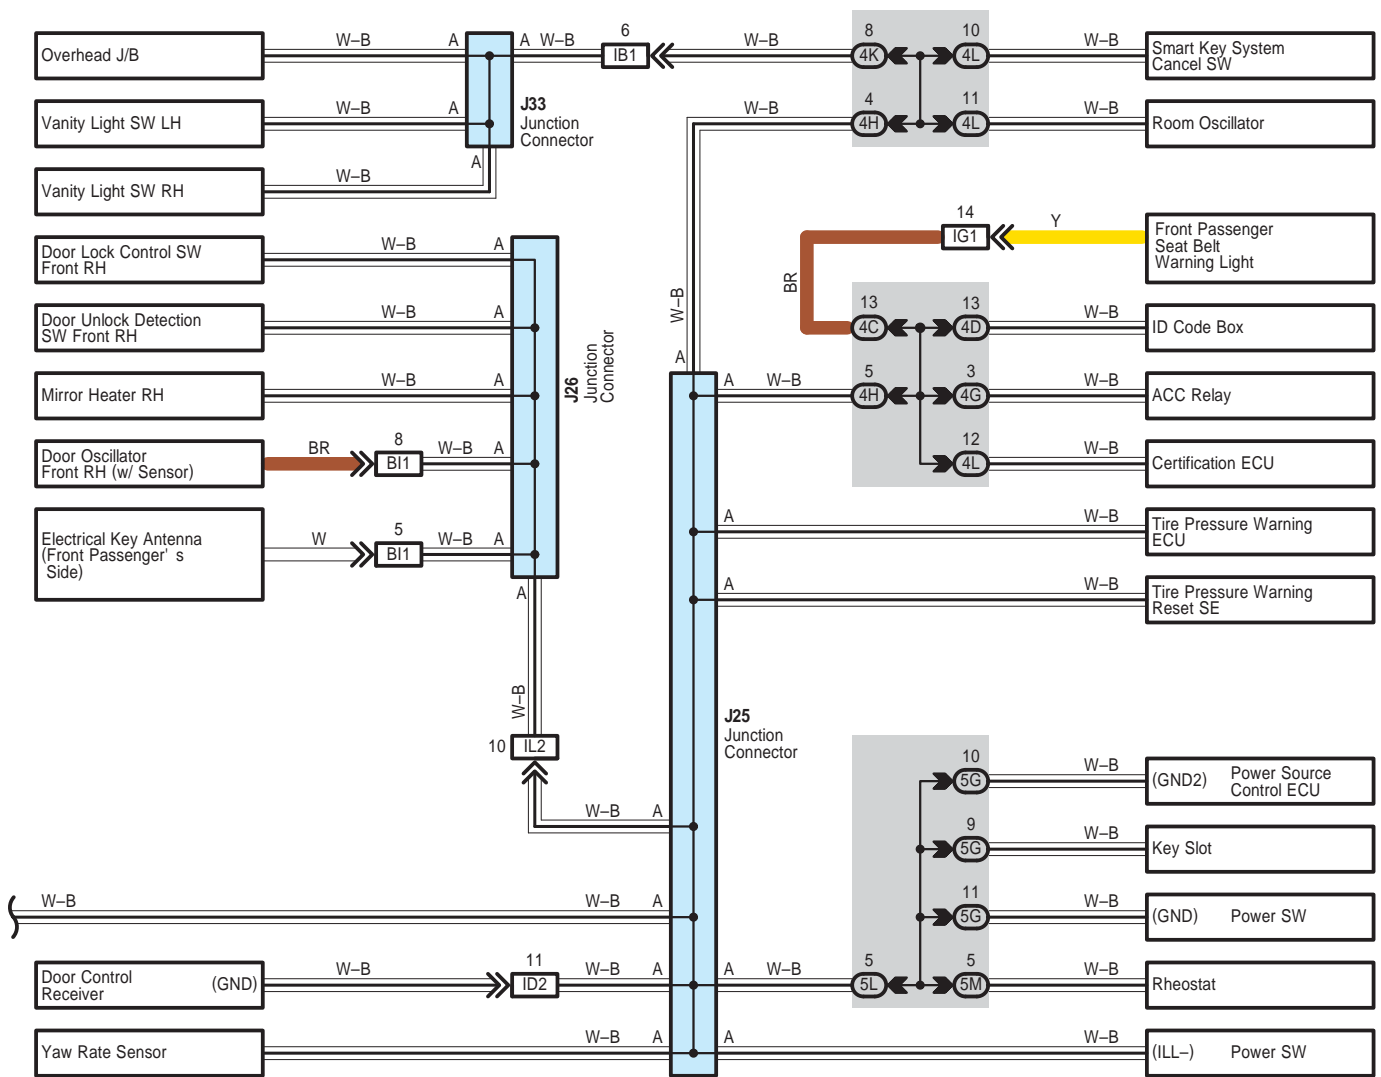 Overhead J/B
W–B
A
A
W–B
6
IB1
W–B
8
4K
10
4L
W–B
Smart Key System
Cancel SW
Vanity Light SW LH
W–B
A
J33
Junction
Connector
W–B
4
4H
11
4L
W–B
Room Oscillator
Vanity Light SW RH
W–B
A
Door Lock Control SW
Front RH
W–B
A
14
IG1
Y
Front Passenger
Seat Belt
Warning Light
BR
W–B
Door Unlock Detection
SW Front RH
W–B
A
13
4C
13
4D
W–B
ID Code Box
J26
Junction
Connector
A
Mirror Heater RH
W–B
A
A
W–B
5
4H
3
4G
W–B
ACC Relay
Door Oscillator
Front RH (w/ Sensor)
BR
8
BI1
W–B
A
12
4L
W–B
Certification ECU
Electrical Key Antenna
(Front Passenger' s
Side)
W
5
BI1
W–B
A
A
W–B
Tire Pressure Warning
ECU
A
A
W–B
Tire Pressure Warning
Reset SE
W–B
10
IL2
J25
Junction
Connector
10
5G
W–B
(GND2)
Power Source
Control ECU
W–B
A
9
5G
W–B
Key Slot
W–B
W–B
A
11
5G
W–B
(GND)
Power SW
Door Control
Receiver
(GND)
W–B
11
ID2
W–B
A
A
W–B
5
5L
5
5M
W–B
Rheostat
Yaw Rate Sensor
W–B
A
A
W–B
(ILL–)
Power SW